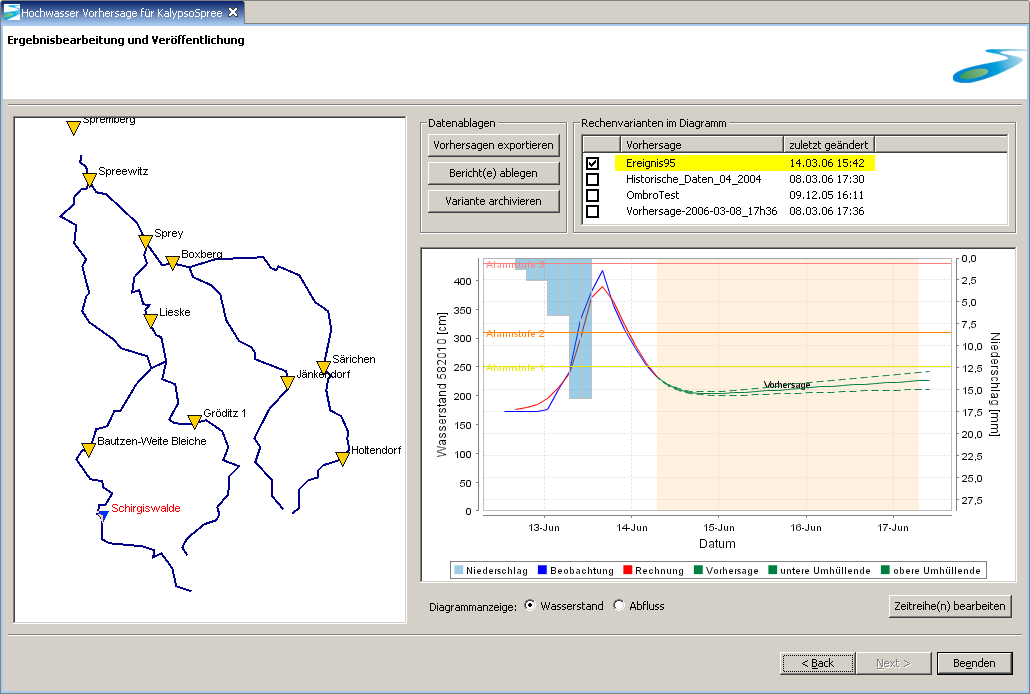 Hochwasser Vorhersage für KalypsoSpree
Ergebnisbearbeitung und Veröffentlichung
Spremberg
Spreewitz
Sprey
Boxberg
Lieske
Särichen
Jänkendorf
Gröditz 1
Bautzen-Weite Bleiche
Holtendorf
Schirgiswalde
Datenablagen
Vorhersagen exportieren
Bericht(e) ablegen
Variante archivieren
Rechenvarianten im Diagramm
Vorhersage zuletzt geändert
Ereignis95 14.03.06 15:42
Historische_Daten_04_2004 08.03.06 17:30
OmbroTest 09.12.05 16:11
Vorhersage-2006-03-08_17h36 08.03.06 17:36
Wasserstand 582010 [cm]
400
350
300
250
200
150
100
50
0
Alarmstufe 3
Alarmstufe 2
Alarmstufe 1
Vorhersage
0,0
2,5
5,0
7,5
10,0
12,5
15,0
17,5
20,0
22,5
25,0
27,5
Niederschlag [mm]
13-Jun 14-Jun 15-Jun 16-Jun 17-Jun
Datum
Niederschlag Beobachtung Rechnung Vorhersage untere Umhüllende obere Umhüllende
Diagrammanzeige: Wasserstand Abfluss
Zeitreihe(n) bearbeiten
< Back Next > Beenden